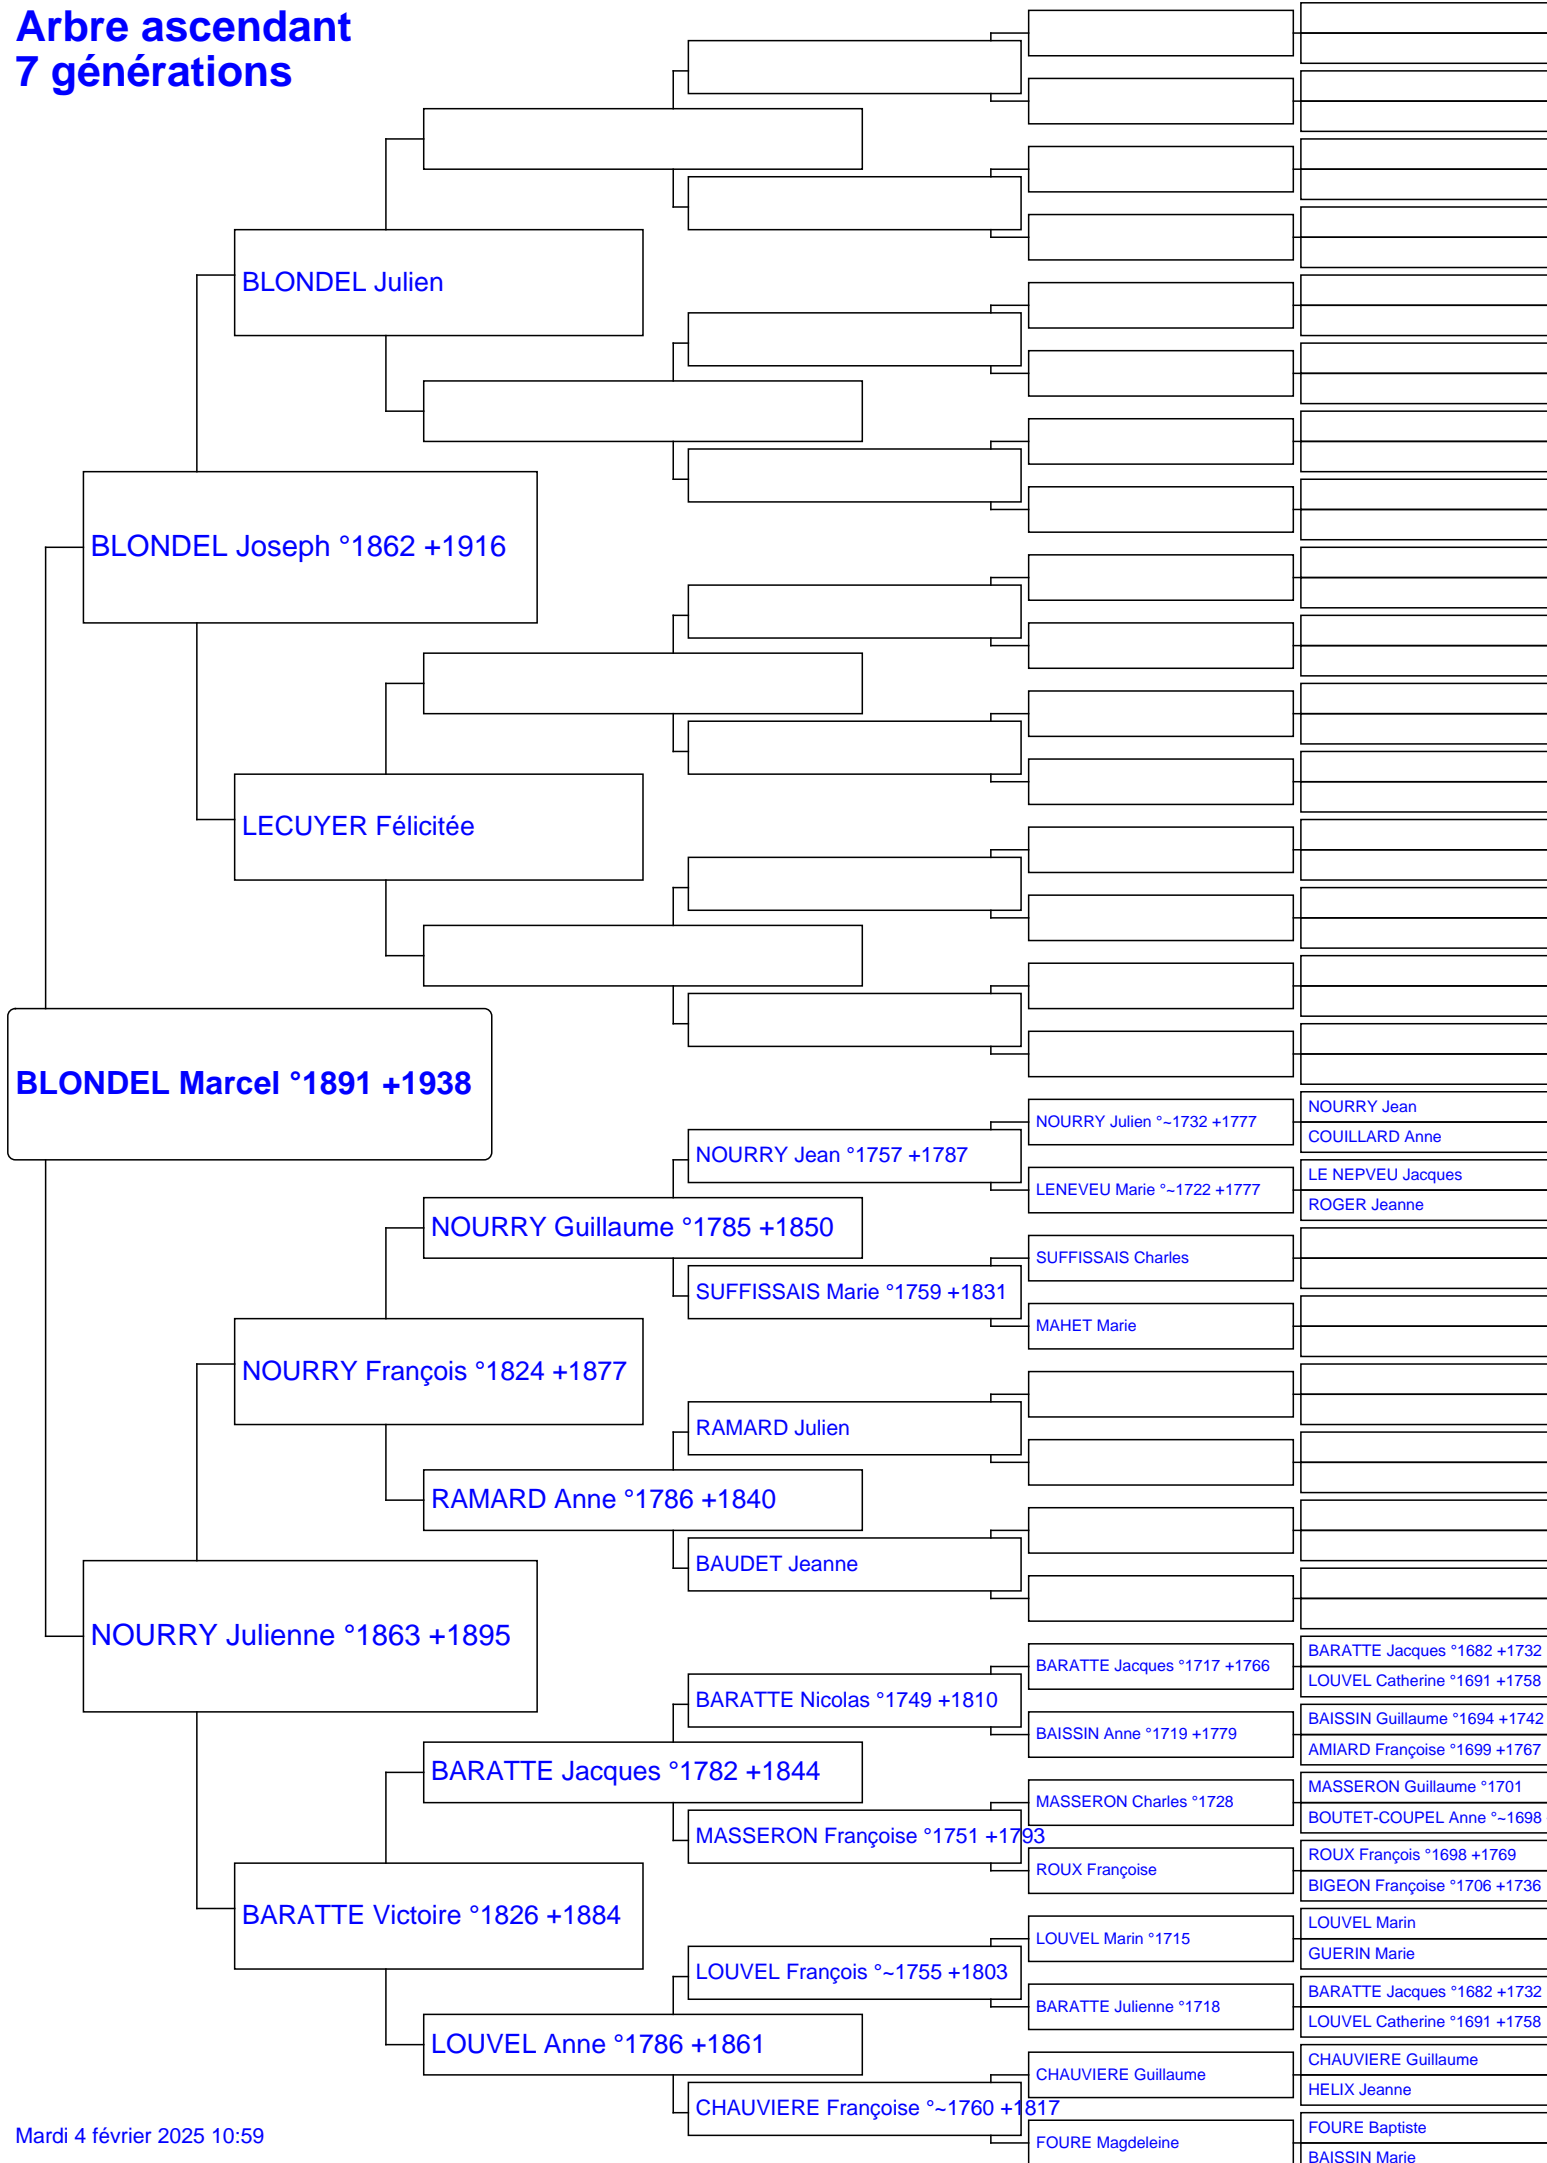 Arbre ascendant
7 générations
BLONDEL Julien
BLONDEL Joseph °1862 +1916
LECUYER Félicitée
BLONDEL Marcel °1891 +1938
NOURRY Jean
NOURRY Julien °~1732 +1777
COUILLARD Anne
NOURRY Jean °1757 +1787
LE NEPVEU Jacques
LENEVEU Marie °~1722 +1777
ROGER Jeanne
NOURRY Guillaume °1785 +1850
SUFFISSAIS Charles
SUFFISSAIS Marie °1759 +1831
MAHET Marie
NOURRY François °1824 +1877
RAMARD Julien
RAMARD Anne °1786 +1840
BAUDET Jeanne
NOURRY Julienne °1863 +1895
BARATTE Jacques °1682 +1732
BARATTE Jacques °1717 +1766
LOUVEL Catherine °1691 +1758
BARATTE Nicolas °1749 +1810
BAISSIN Guillaume °1694 +1742
BAISSIN Anne °1719 +1779
AMIARD Françoise °1699 +1767
BARATTE Jacques °1782 +1844
MASSERON Guillaume °1701
MASSERON Charles °1728
BOUTET-COUPEL Anne °~1698
MASSERON Françoise °1751 +1793
ROUX François °1698 +1769
ROUX Françoise
BIGEON Françoise °1706 +1736
BARATTE Victoire °1826 +1884
LOUVEL Marin
LOUVEL Marin °1715
GUERIN Marie
LOUVEL François °~1755 +1803
BARATTE Jacques °1682 +1732
BARATTE Julienne °1718
LOUVEL Catherine °1691 +1758
LOUVEL Anne °1786 +1861
CHAUVIERE Guillaume
CHAUVIERE Guillaume
HELIX Jeanne
CHAUVIERE Françoise °~1760 +1817
FOURE Baptiste
FOURE Magdeleine
BAISSIN Marie
Mardi 4 février 2025 10:59